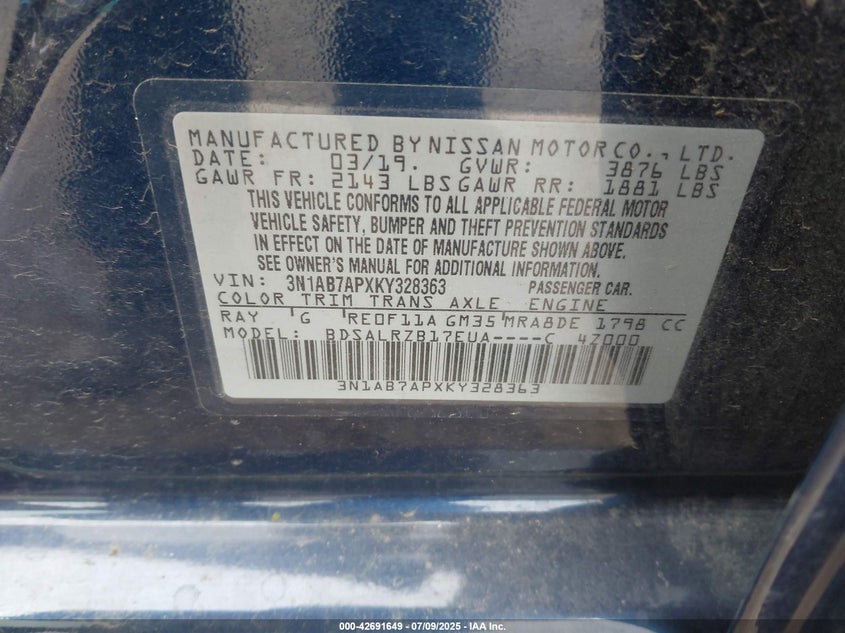 MANUFACTURED BY NISSAN MOTOR CO., LTD.
DATE: 03/19. GVWR: 3876 LBS
GAWR FR: 2143 LBS GAWR RR: 1881 LBS
THIS VEHICLE CONFORMS TO ALL APPLICABLE FEDERAL MOTOR
VEHICLE SAFETY, BUMPER AND THEFT PREVENTION STANDARDS
IN EFFECT ON THE DATE OF MANUFACTURE SHOWN ABOVE.
SEE OWNER'S MANUAL FOR ADDITIONAL INFORMATION.
VIN: 3N1AB7APXKY328363 PASSENGER CAR.
COLOR TRIM TRANS AXLE ENGINE
RAY G RE0F11A GM35 MRA8DE 1798 CC
MODEL: BDSALRZB17EUA----C 4Z000
3N1AB7APXKY328363
000-42691649 | 07/09/2025 - IAA Inc.